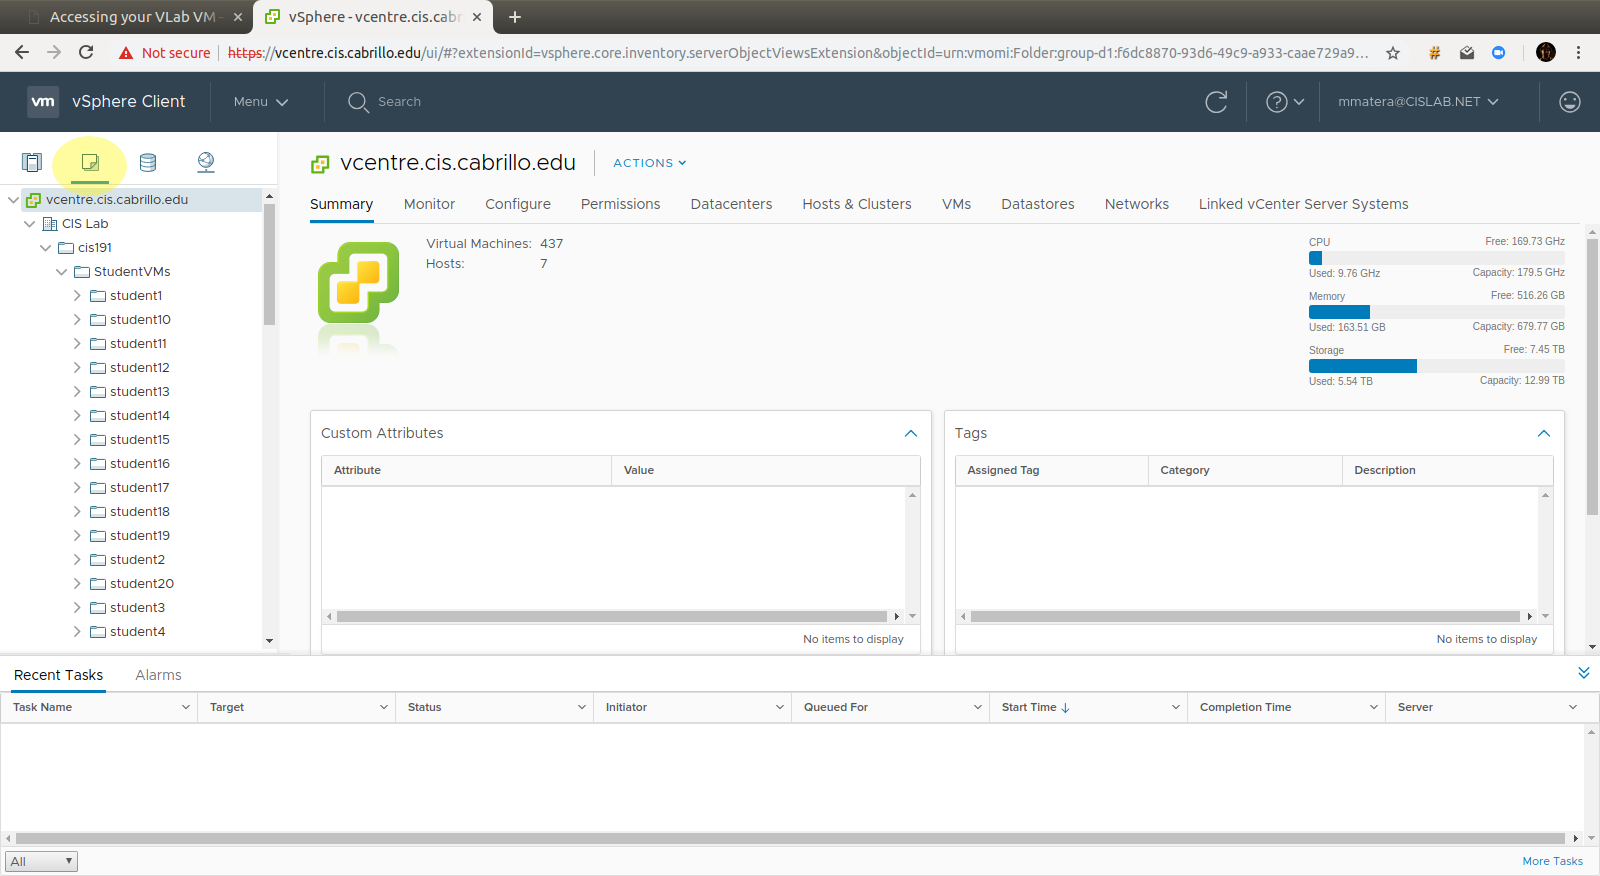 Accessing your VLab VM
vSphere - vcentre.cis.cabr
Not secure
https://vcentre.cis.cabrillo.edu/ui/#?extensionId=vsphere.core.inventory.serverObjectViewsExtension&objectId=urn:vmomi:Folder:group-d1:f6dc8870-93d6-49c9-a933-caae729a9...
vm
vSphere Client
Menu
Search
mmatera@CISLAB.NET
vcentre.cis.cabrillo.edu
ACTIONS
Summary
Monitor
Configure
Permissions
Datacenters
Hosts & Clusters
VMs
Datastores
Networks
Linked vCenter Server Systems
vcentre.cis.cabrillo.edu
CIS Lab
cis191
StudentVMs
student1
student10
student11
student12
student13
student14
student15
student16
student17
student18
student19
student2
student20
student3
student4
Virtual Machines: 437
Hosts: 7
CPU Free: 169.73 GHz
Used: 9.76 GHz Capacity: 179.5 GHz
Memory Free: 516.26 GB
Used: 163.51 GB Capacity: 679.77 GB
Storage Free: 7.45 TB
Used: 5.54 TB Capacity: 12.99 TB
Custom Attributes
Attribute Value
No items to display
Tags
Assigned Tag Category Description
No items to display
Recent Tasks Alarms
Task Name Target Status Initiator Queued For Start Time Completion Time Server
All
More Tasks